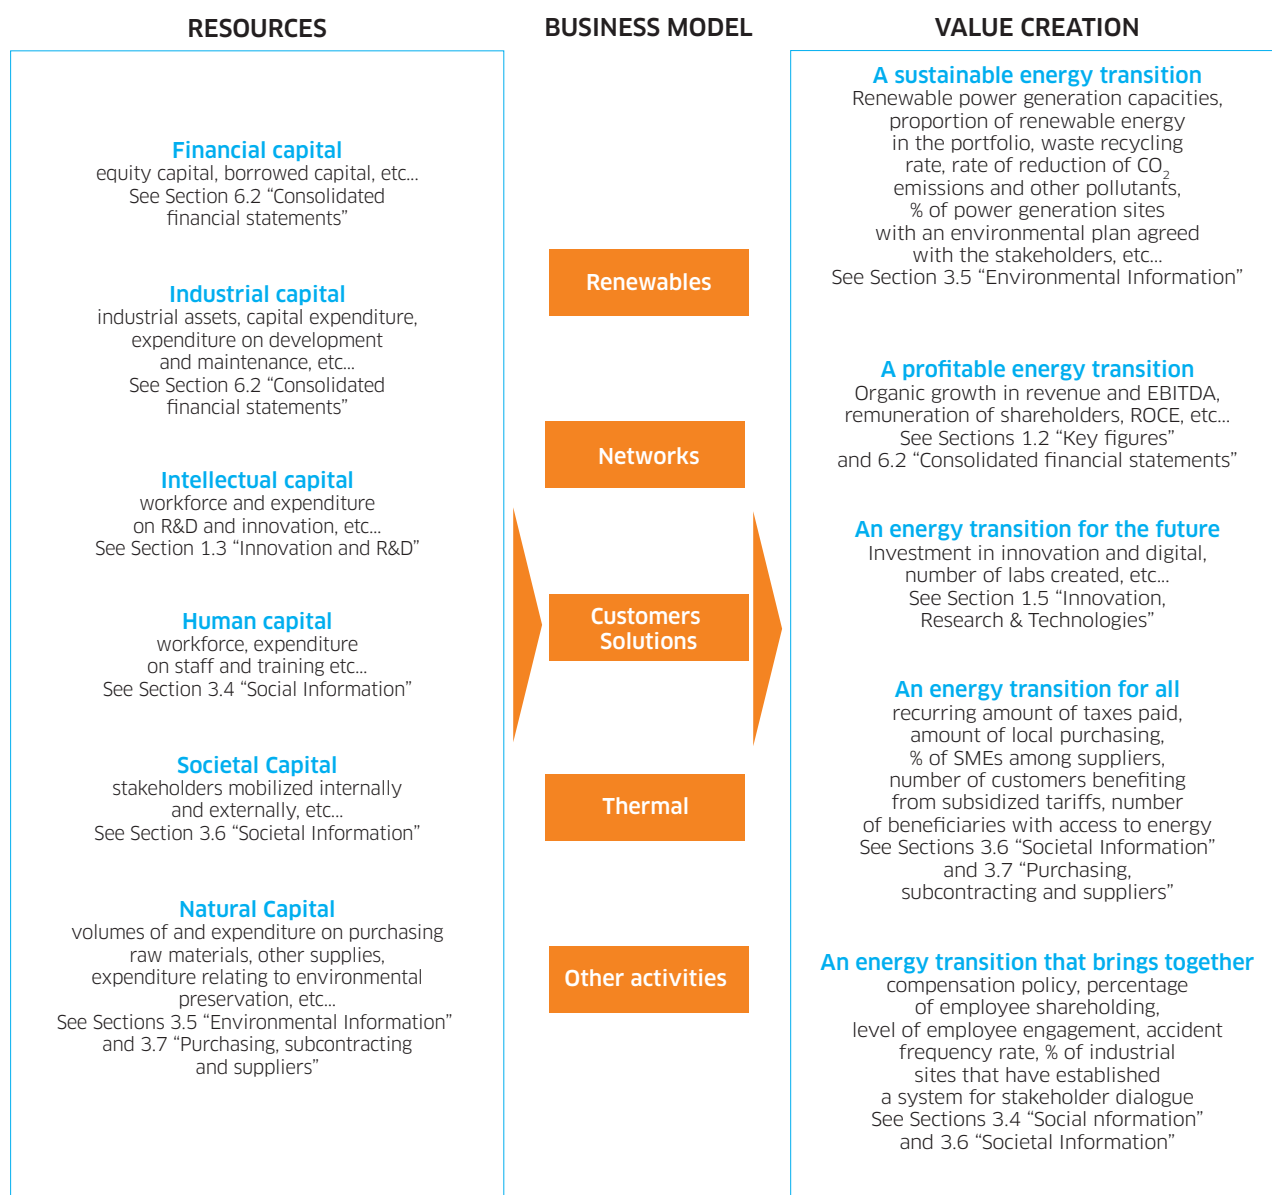 RESOURCES
Financial capital
equity capital, borrowed capital, etc...
See Section 6.2 “Consolidated
financial statements”
Industrial capital
industrial assets, capital expenditure,
expenditure on development
and maintenance, etc...
See Section 6.2 “Consolidated
financial statements”
Intellectual capital
workforce and expenditure
on R&D and innovation, etc...
See Section 1.3 “Innovation and R&D”
Human capital
workforce, expenditure
on staff and training etc...
See Section 3.4 “Social Information”
Societal Capital
stakeholders mobilized internally
and externally, etc...
See Section 3.6 “Societal Information”
Natural Capital
volumes of and expenditure on purchasing
raw materials, other supplies,
expenditure relating to environmental
preservation, etc...
See Sections 3.5 “Environmental Information”
and 3.7 “Purchasing, subcontracting
and suppliers”
BUSINESS MODEL
Renewables
Networks
Customers
Solutions
Thermal
Other activities
VALUE CREATION
A sustainable energy transition
Renewable power generation capacities,
proportion of renewable energy
in the portfolio, waste recycling
rate, rate of reduction of CO₂
emissions and other pollutants,
% of power generation sites
with an environmental plan agreed
with the stakeholders, etc...
See Section 3.5 “Environmental Information”
A profitable energy transition
Organic growth in revenue and EBITDA,
remuneration of shareholders, ROCE, etc...
See Sections 1.2 “Key figures”
and 6.2 “Consolidated financial statements”
An energy transition for the future
Investment in innovation and digital,
number of labs created, etc...
See Section 1.5 “Innovation,
Research & Technologies”
An energy transition for all
recurring amount of taxes paid,
amount of local purchasing,
% of SMEs among suppliers,
number of customers benefiting
from subsidized tariffs, number
of beneficiaries with access to energy
See Sections 3.6 “Societal Information”
and 3.7 “Purchasing,
subcontracting and suppliers”
An energy transition that brings together
compensation policy, percentage
of employee shareholding,
level of employee engagement, accident
frequency rate, % of industrial
sites that have established
a system for stakeholder dialogue
See Sections 3.4 “Social nformation”
and 3.6 “Societal Information”